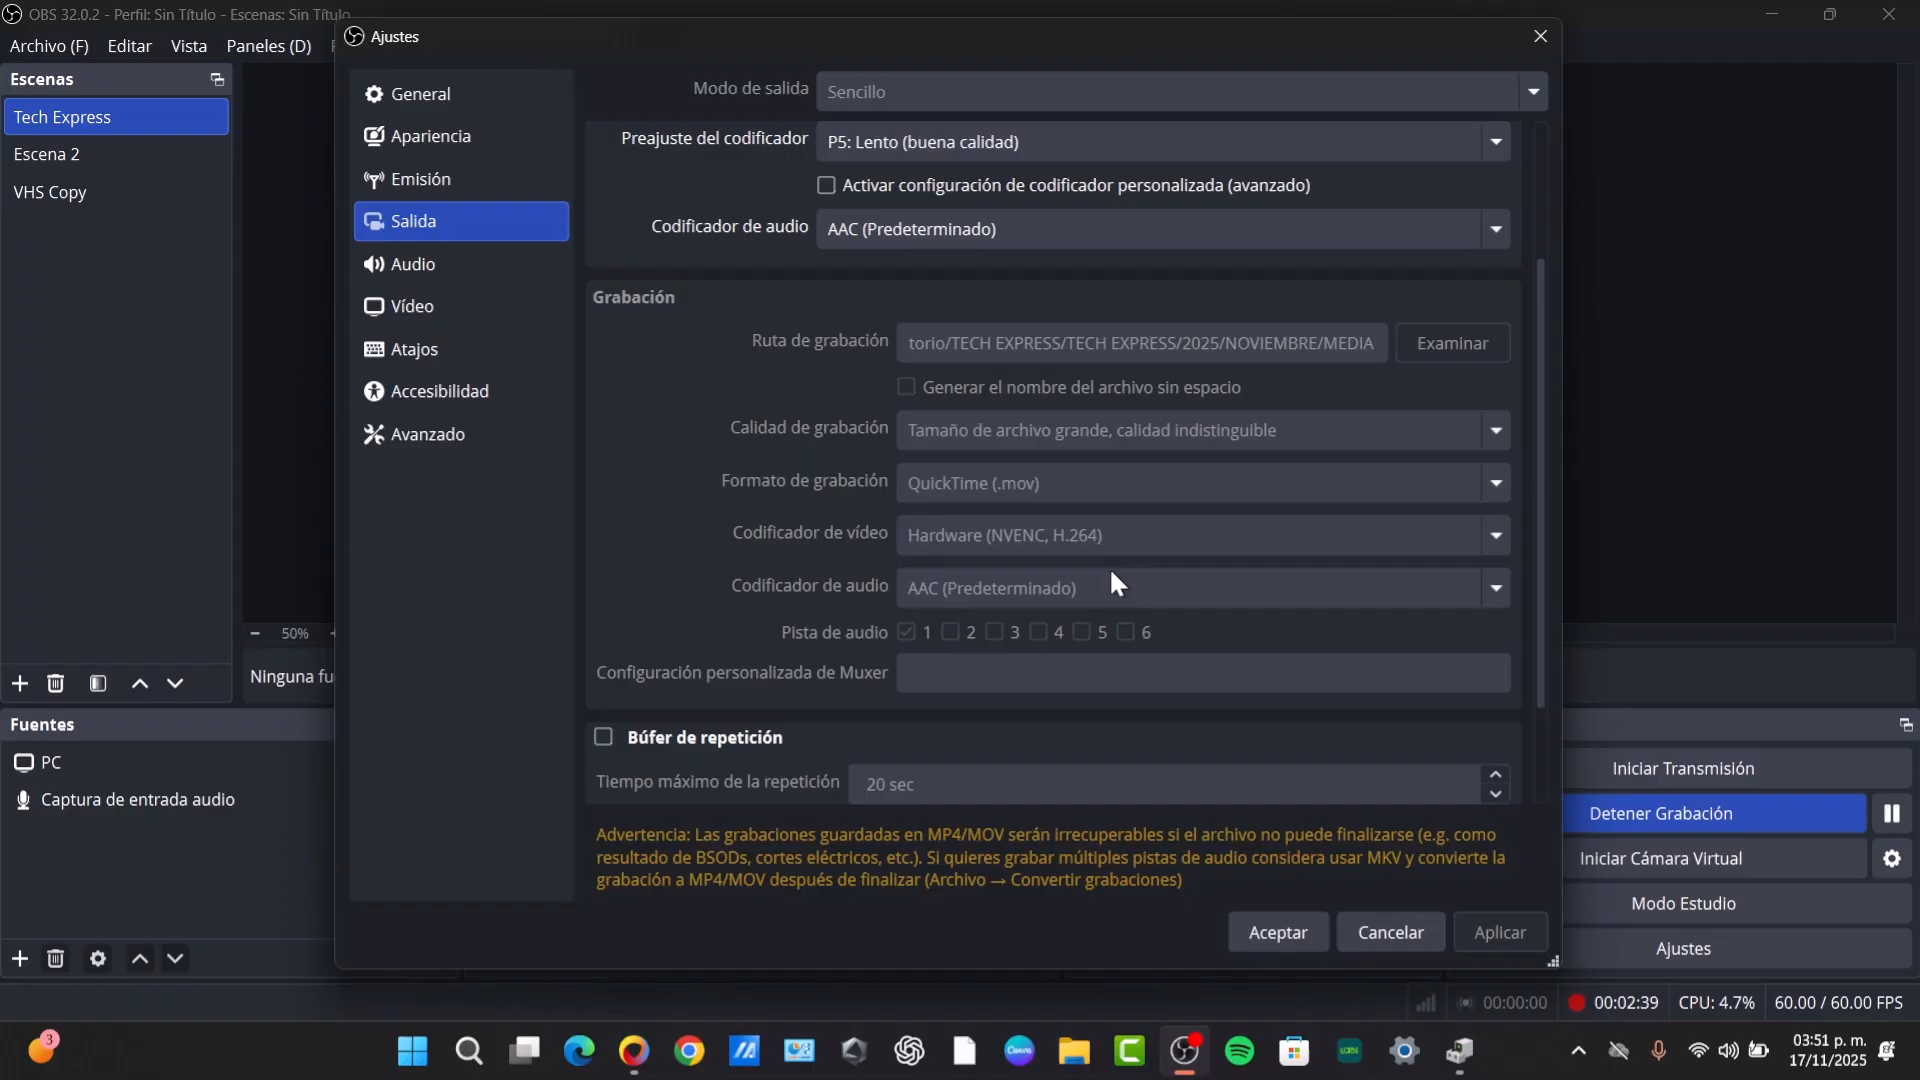 OBS 32.0.2 - Perfil: Sin Título - Escenas: Sin Título
Archivo (F) Editar Vista Paneles (D)
Escenas
Tech Express
Escena 2
VHS Copy
50%
Ninguna fu
Fuentes
PC
Captura de entrada audio
Ajustes
General
Apariencia
Emisión
Salida
Audio
Vídeo
Atajos
Accesibilidad
Avanzado
Modo de salida Sencillo
Preajuste del codificador P5: Lento (buena calidad)
Activar configuración de codificador personalizada (avanzado)
Codificador de audio AAC (Predeterminado)
Grabación
Ruta de grabación torio/TECH EXPRESS/TECH EXPRESS/2025/NOVIEMBRE/MEDIA Examinar
Generar el nombre del archivo sin espacio
Calidad de grabación Tamaño de archivo grande, calidad indistinguible
Formato de grabación QuickTime (.mov)
Codificador de vídeo Hardware (NVENC, H.264)
Codificador de audio AAC (Predeterminado)
Pista de audio 1 2 3 4 5 6
Configuración personalizada de Muxer
Búfer de repetición
Tiempo máximo de la repetición 20 sec
Advertencia: Las grabaciones guardadas en MP4/MOV serán irrecuperables si el archivo no puede finalizarse (e.g. como
resultado de BSODs, cortes eléctricos, etc.). Si quieres grabar múltiples pistas de audio considera usar MKV y convierte la
grabación a MP4/MOV después de finalizar (Archivo → Convertir grabaciones)
Aceptar Cancelar Aplicar
Iniciar Transmisión
Detener Grabación
Iniciar Cámara Virtual
Modo Estudio
Ajustes
00:00:00 00:02:39 CPU: 4.7% 60.00 / 60.00 FPS
3
Canva
03:51 p. m.
17/11/2025